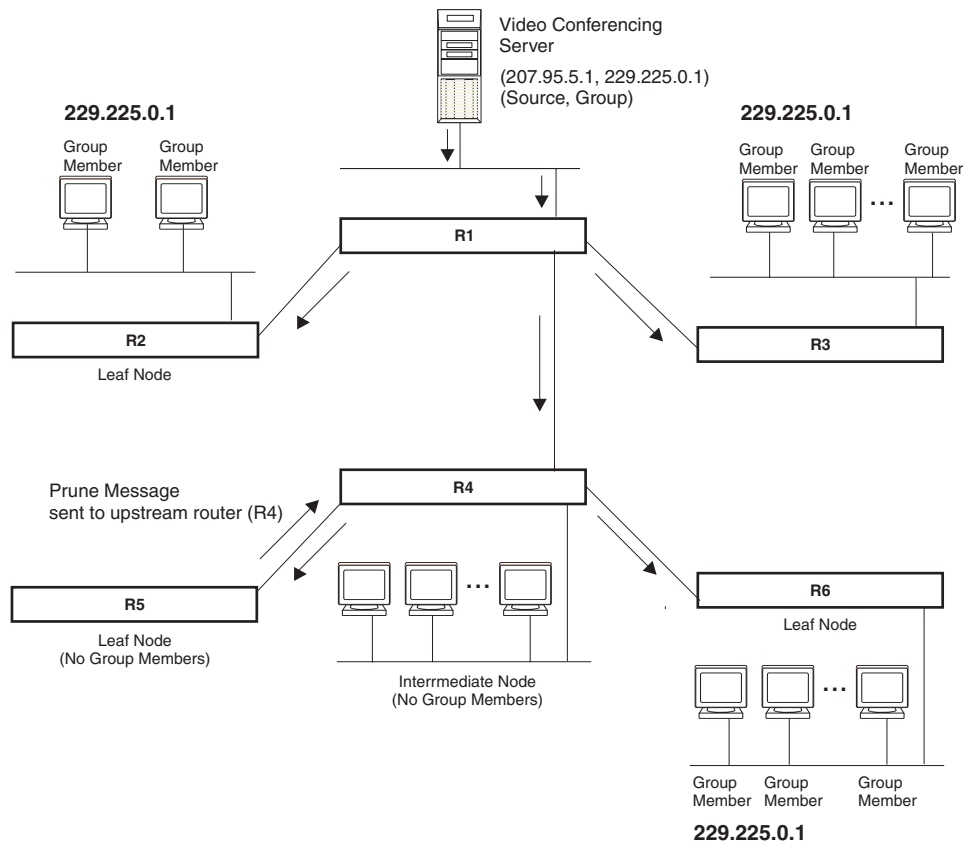 Video Conferencing
Server
(207.95.5.1, 229.225.0.1)
(Source, Group)
229.225.0.1
Group
Member
Group
Member
229.225.0.1
Group
Member
Group
Member
...
Group
Member
R1
R2
Leaf Node
R3
R4
Prune Message
sent to upstream router (R4)
R5
Leaf Node
(No Group Members)
...
Interrmediate Node
(No Group Members)
R6
Leaf Node
...
Group
Member
Group
Member
Group
Member
229.225.0.1